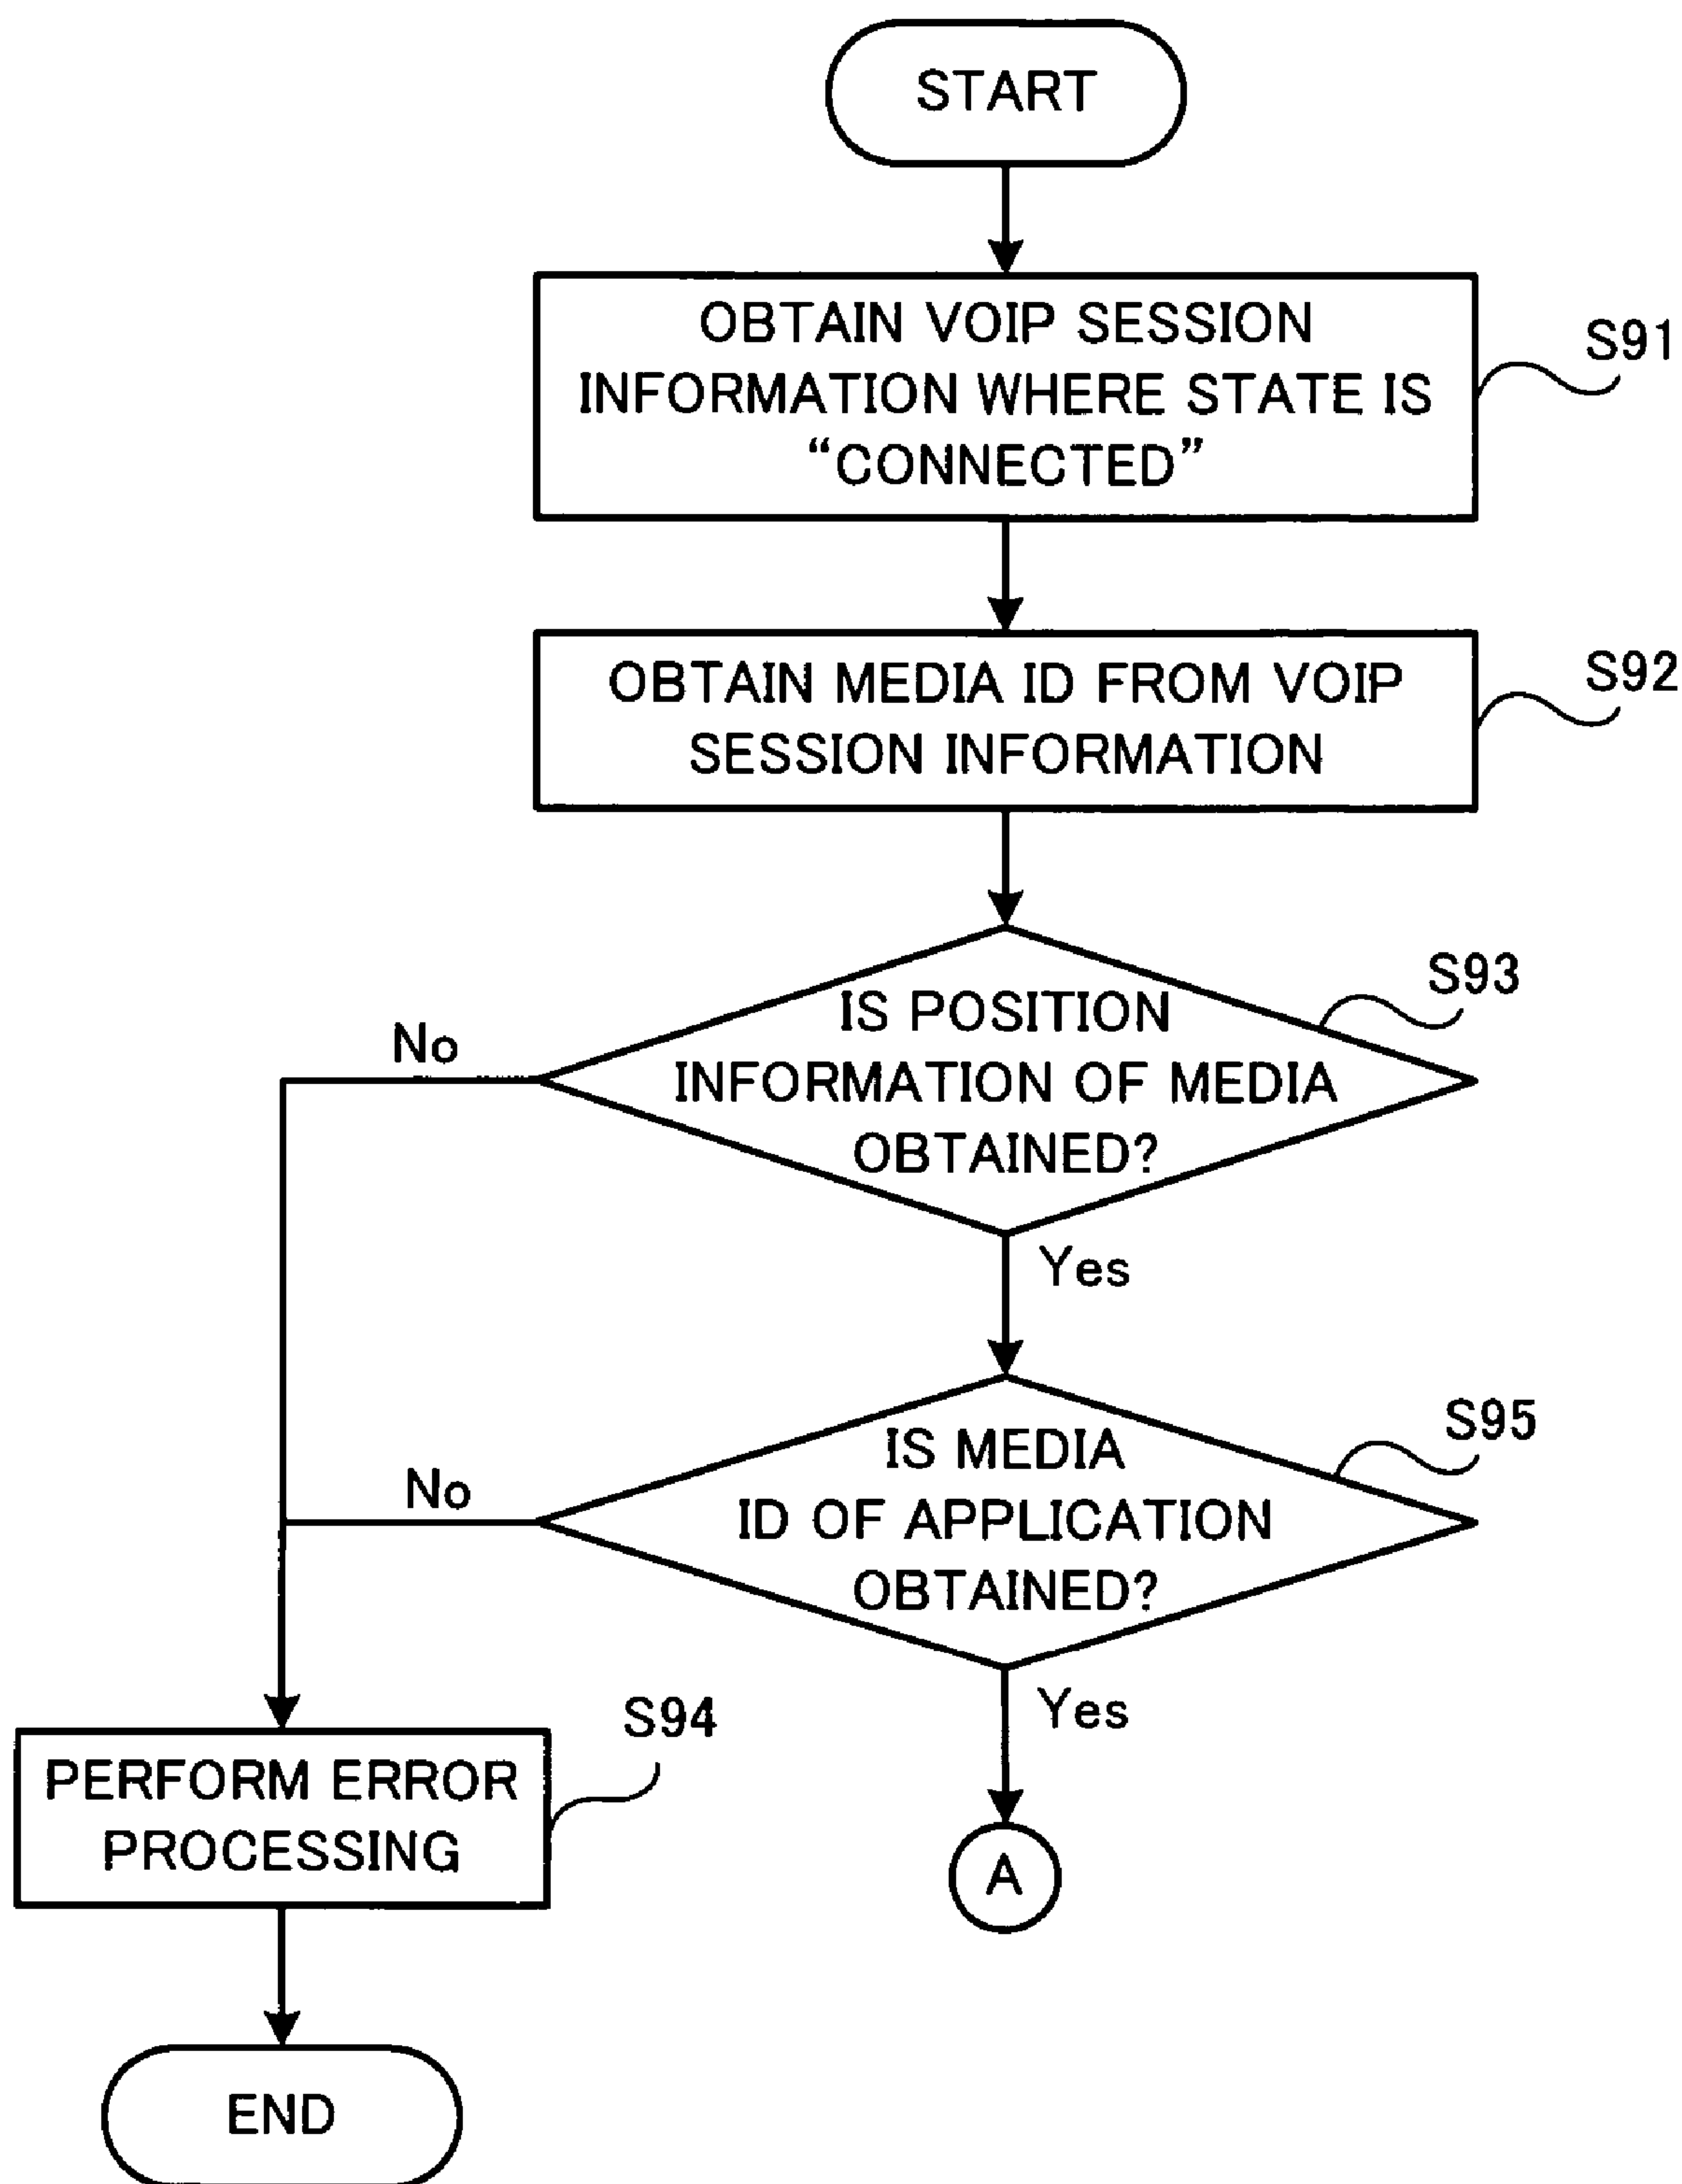 START
OBTAIN VOIP SESSION
INFORMATION WHERE STATE IS
“CONNECTED”
S91
OBTAIN MEDIA ID FROM VOIP
SESSION INFORMATION
S92
IS POSITION
INFORMATION OF MEDIA
OBTAINED?
S93
No
Yes
IS MEDIA
ID OF APPLICATION
OBTAINED?
S95
No
Yes
PERFORM ERROR
PROCESSING
S94
A
END